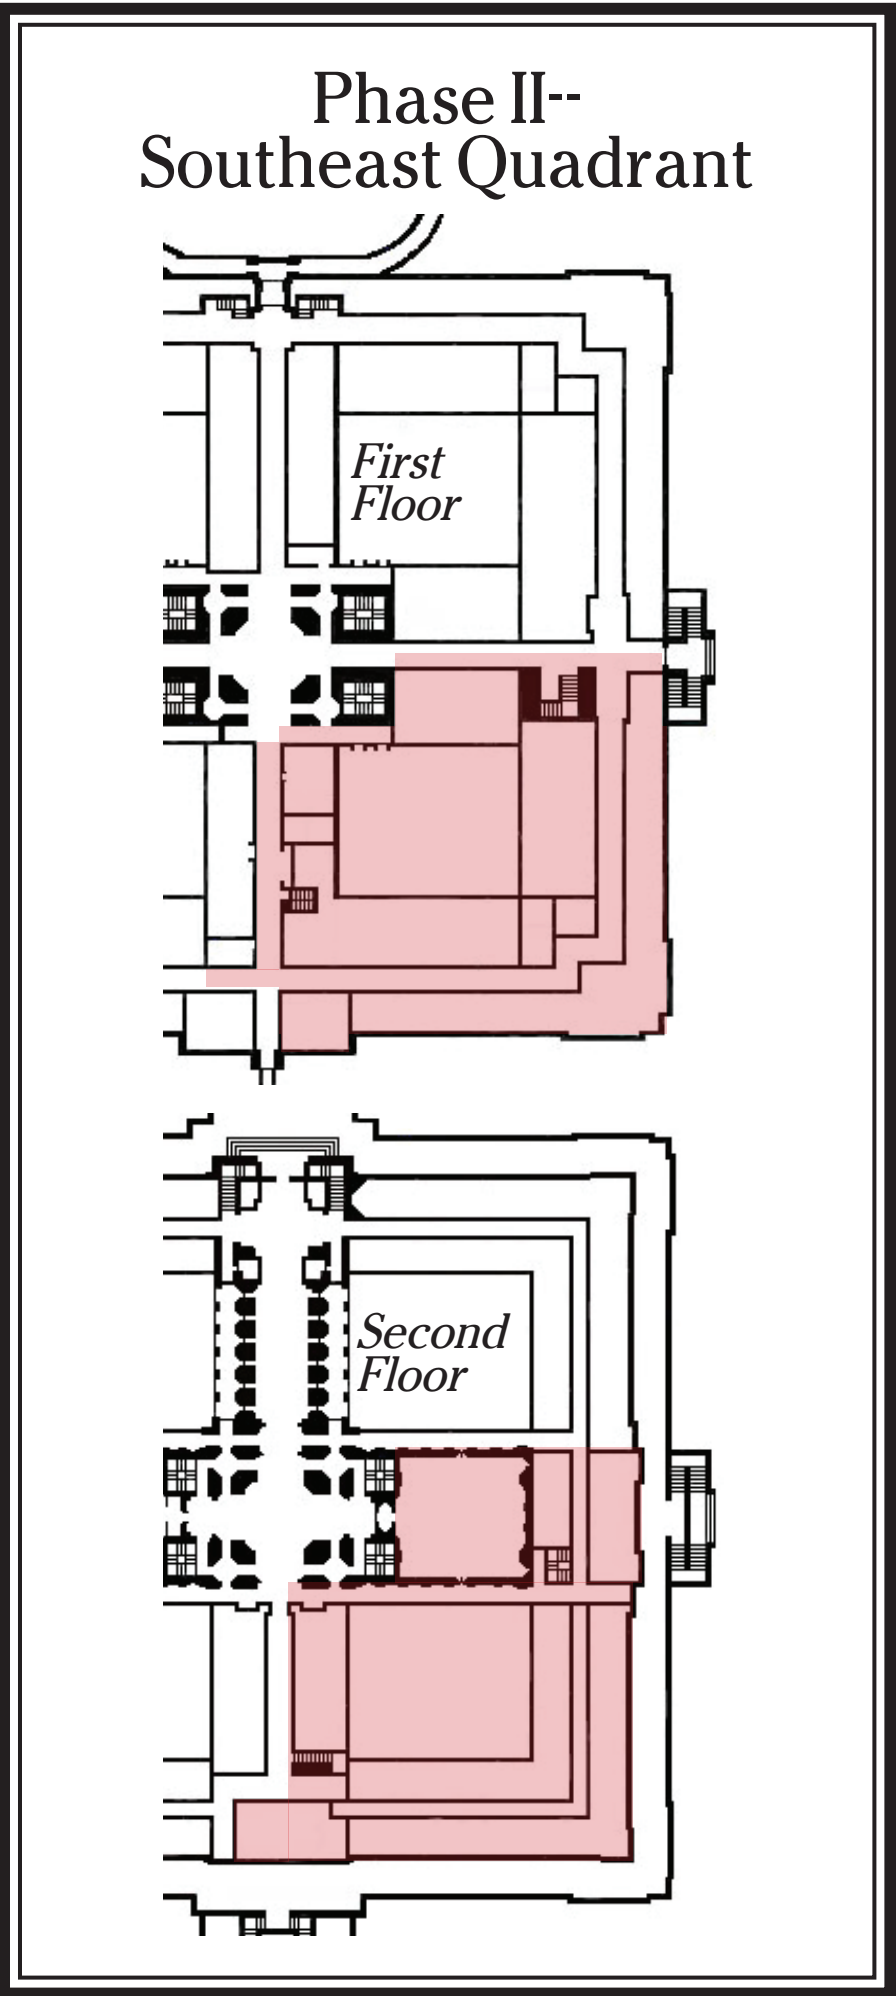 Phase II--
Southeast Quadrant
First
Floor
Second
Floor